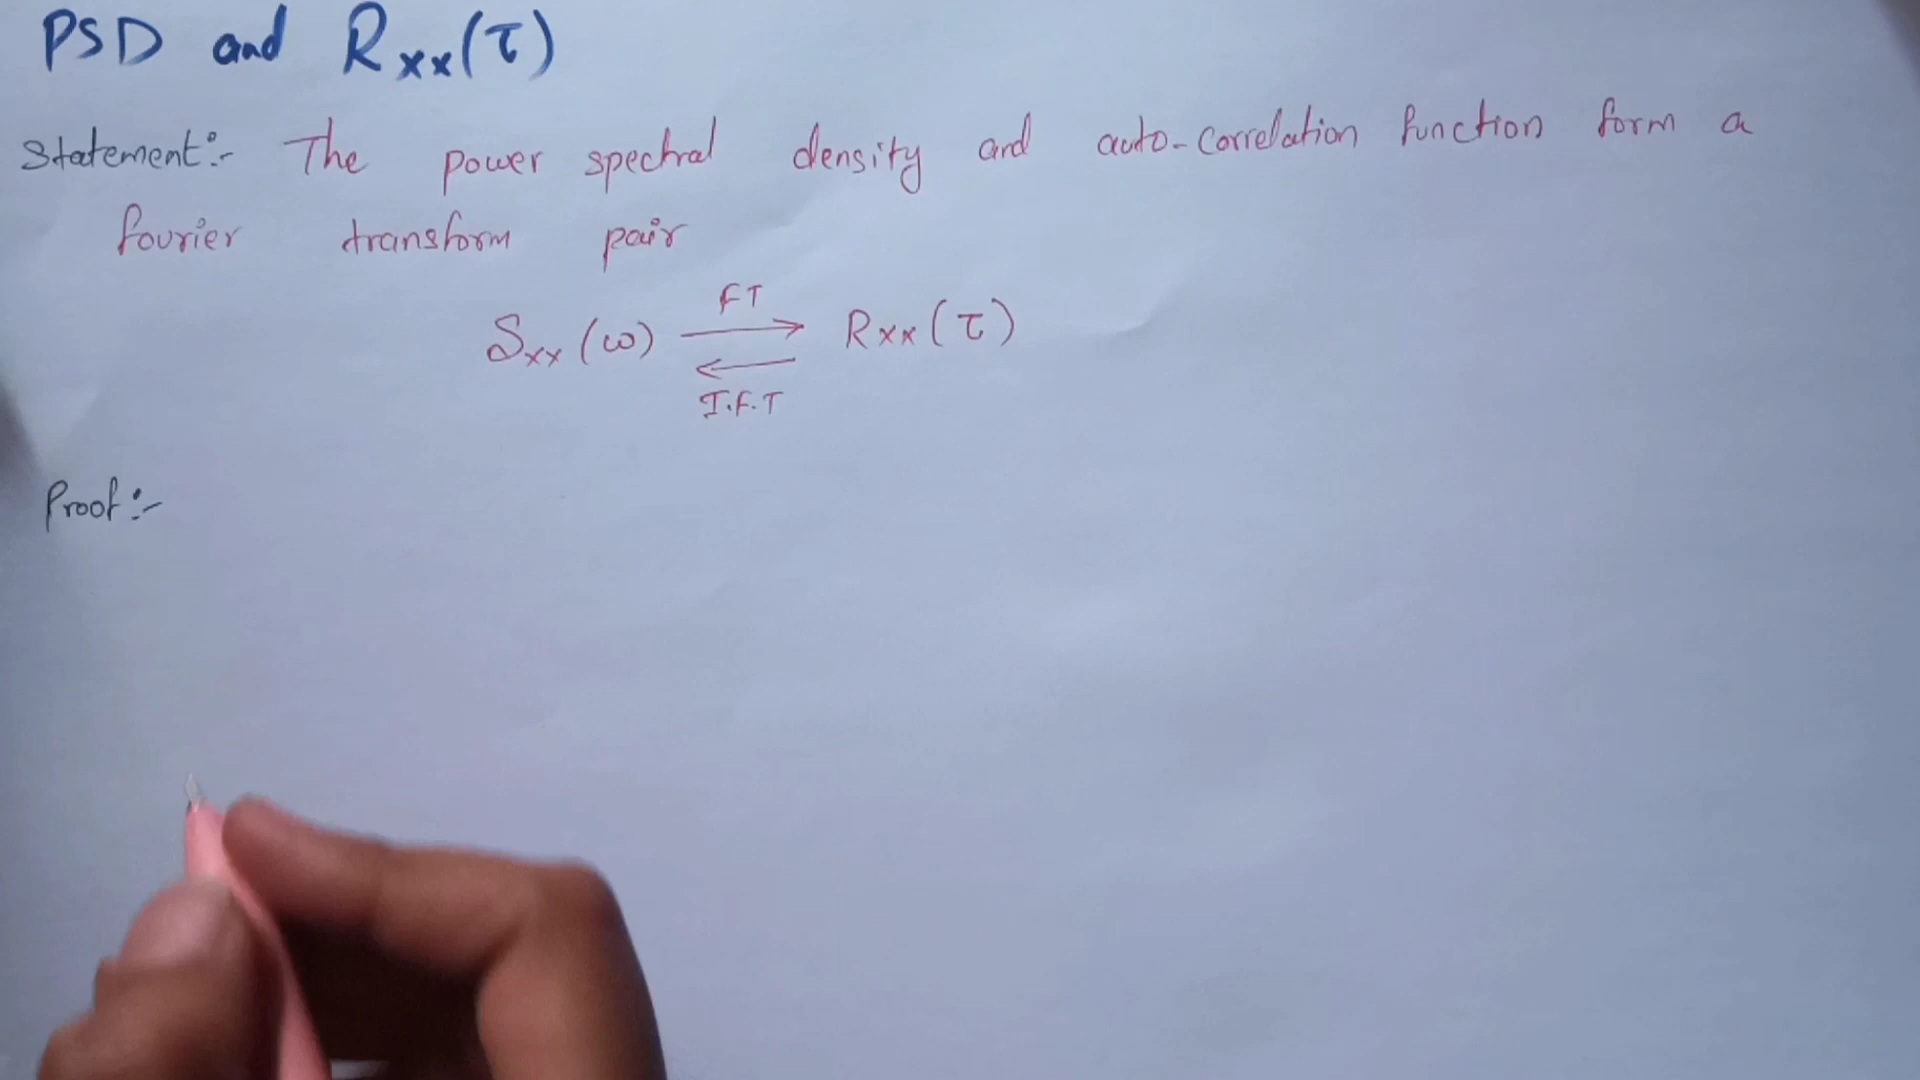 PSD and Rxx(τ)
Statement:- The power spectral density and auto-correlation function form a
fourier transform pair
FT
Sxx(ω) ⟶ Rxx(τ)
⟵
I.F.T
Proof:-